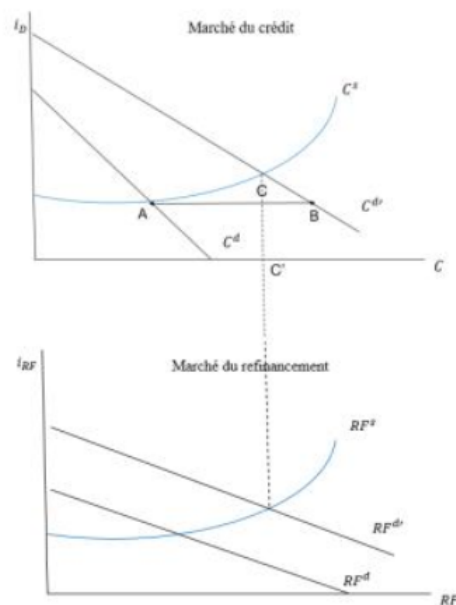 i_D
Marché du crédit
C^s
C
A
B
C^d
C^d′
C'
C
i_RF
Marché du refinancement
RF^s
RF^d′
RF^d
RF